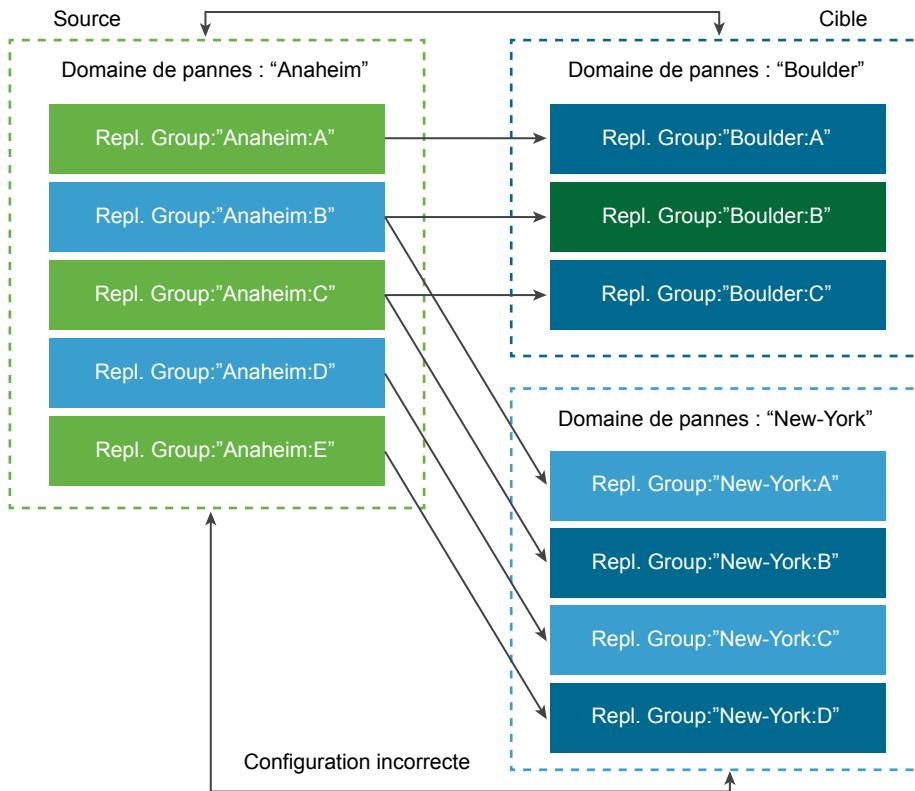 Source
Cible
Domaine de pannes : “Anaheim”
Repl. Group:”Anaheim:A”
Repl. Group:”Anaheim:B”
Repl. Group:”Anaheim:C”
Repl. Group:”Anaheim:D”
Repl. Group:”Anaheim:E”
Domaine de pannes : “Boulder”
Repl. Group:”Boulder:A”
Repl. Group:”Boulder:B”
Repl. Group:”Boulder:C”
Domaine de pannes : “New-York”
Repl. Group:”New-York:A”
Repl. Group:”New-York:B”
Repl. Group:”New-York:C”
Repl. Group:”New-York:D”
Configuration incorrecte